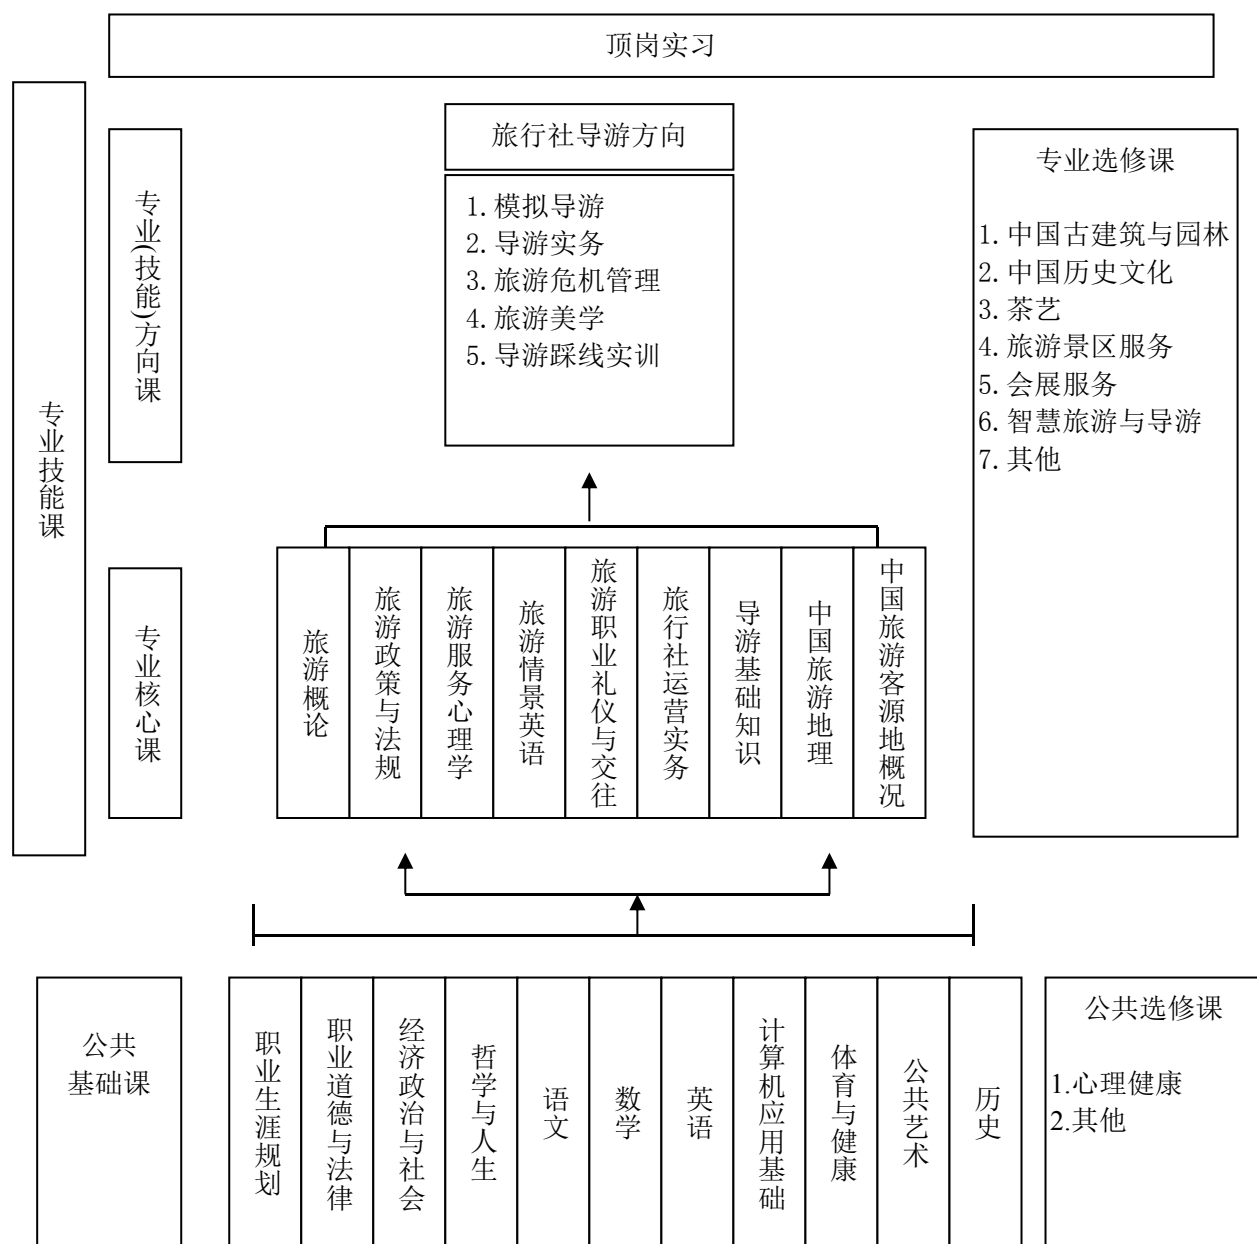 顶岗实习
专业技能课
专业(技能)方向课
旅行社导游方向
1.模拟导游
2.导游实务
3.旅游危机管理
4.旅游美学
5.导游踩线实训
专业选修课
1.中国古建筑与园林
2.中国历史文化
3.茶艺
4.旅游景区服务
5.会展服务
6.智慧旅游与导游
7.其他
专业核心课
旅游概论
旅游政策与法规
旅游服务心理学
旅游情景英语
旅游职业礼仪与交往
旅行社运营实务
导游基础知识
中国旅游地理
中国旅游客源地概况
公共
基础课
职业生涯规划
职业道德与法律
经济政治与社会
哲学与人生
语文
数学
英语
计算机应用基础
体育与健康
公共艺术
历史
公共选修课
1.心理健康
2.其他